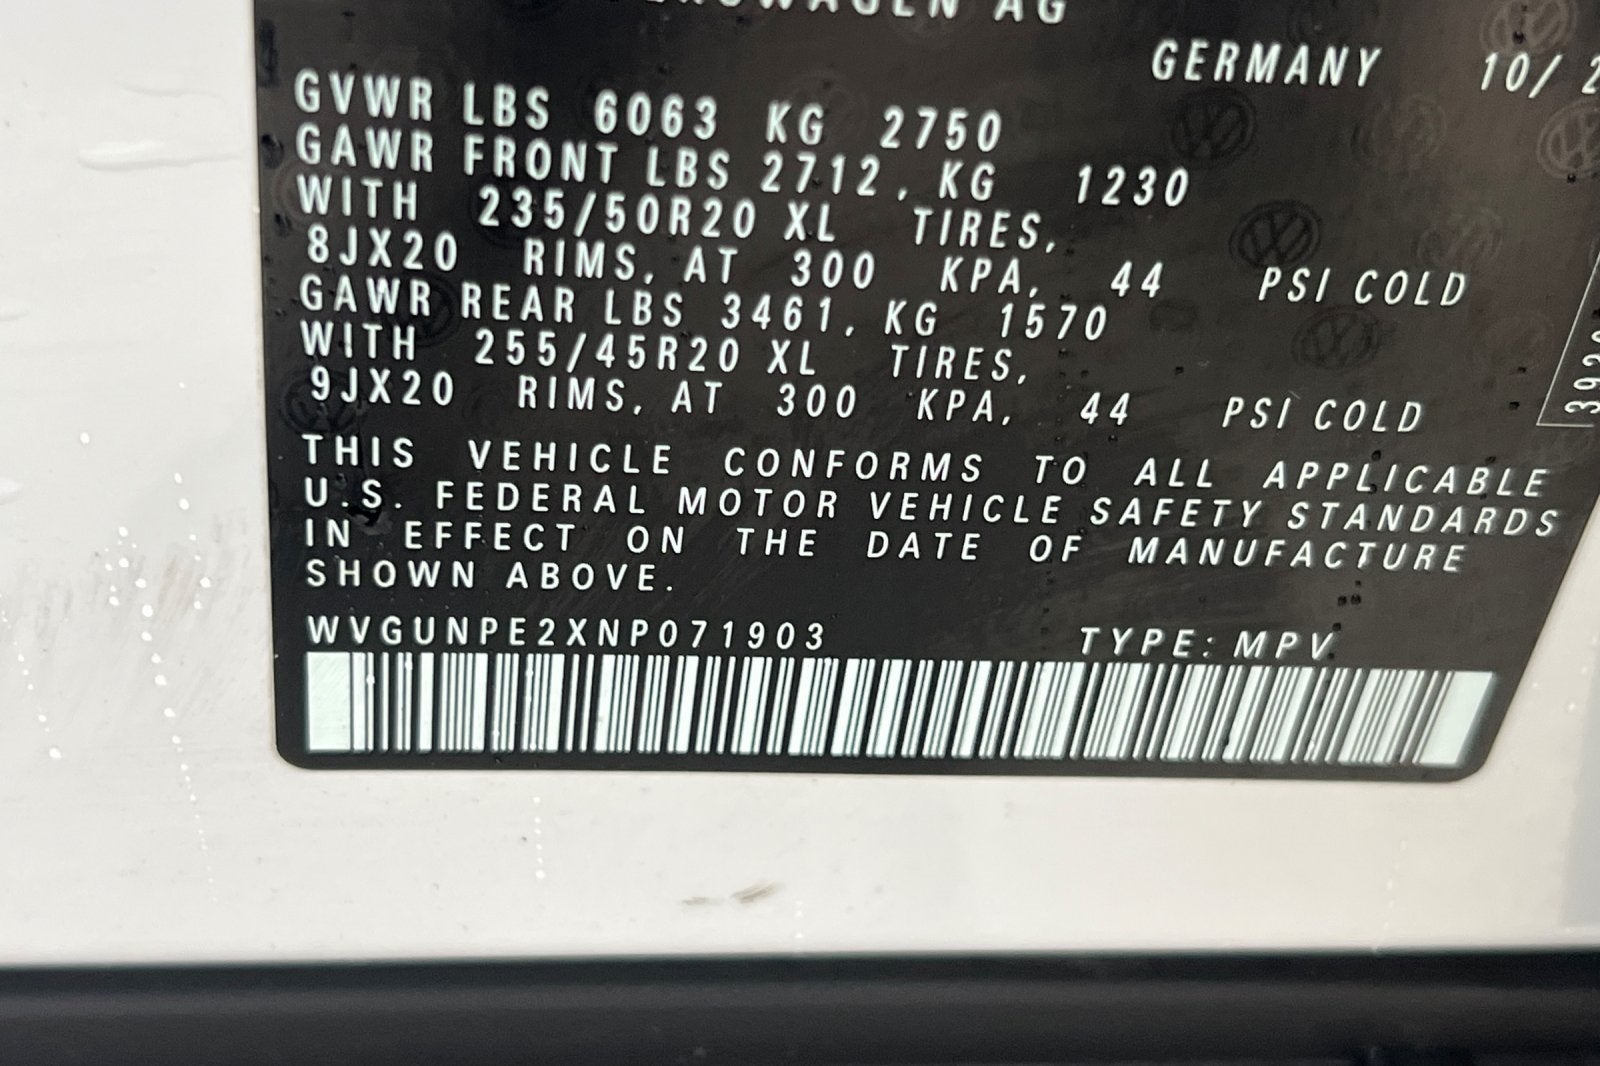 AG
GERMANY 10/ 2
GVWR LBS 6063 KG 2750
GAWR FRONT LBS 2712, KG 1230
WITH 235/50R20 XL TIRES,
8JX20 RIMS, AT 300 KPA, 44 PSI COLD
GAWR REAR LBS 3461, KG 1570
WITH 255/45R20 XL TIRES,
9JX20 RIMS, AT 300 KPA, 44 PSI COLD
THIS VEHICLE CONFORMS TO ALL APPLICABLE
U.S. FEDERAL MOTOR VEHICLE SAFETY STANDARDS
IN EFFECT ON THE DATE OF MANUFACTURE
SHOWN ABOVE.
WVGUNPE2XNP071903 TYPE: MPV